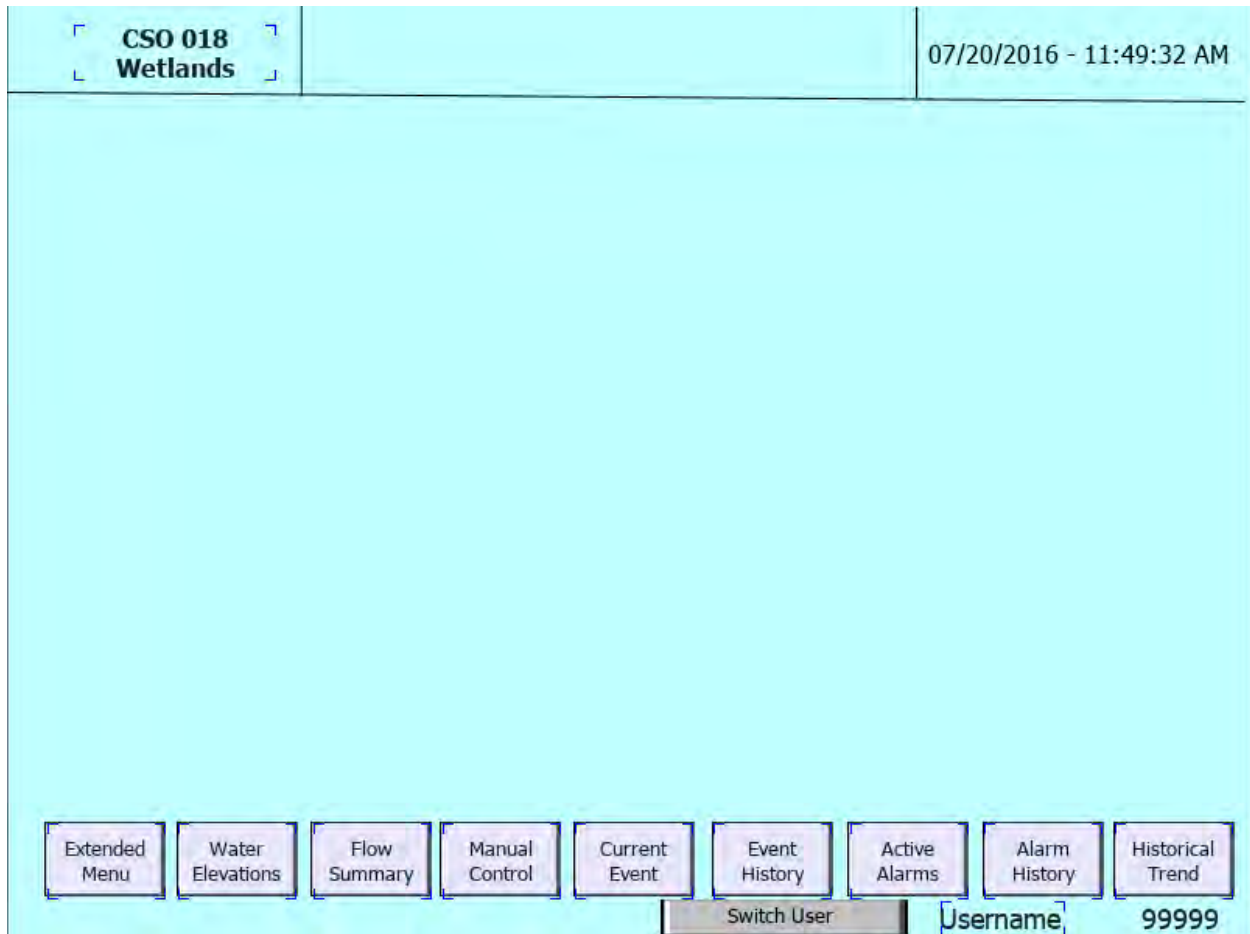 CSO 018
Wetlands
07/20/2016 - 11:49:32 AM
Extended
Menu
Water
Elevations
Flow
Summary
Manual
Control
Current
Event
Event
History
Active
Alarms
Alarm
History
Historical
Trend
Switch User
Username
99999